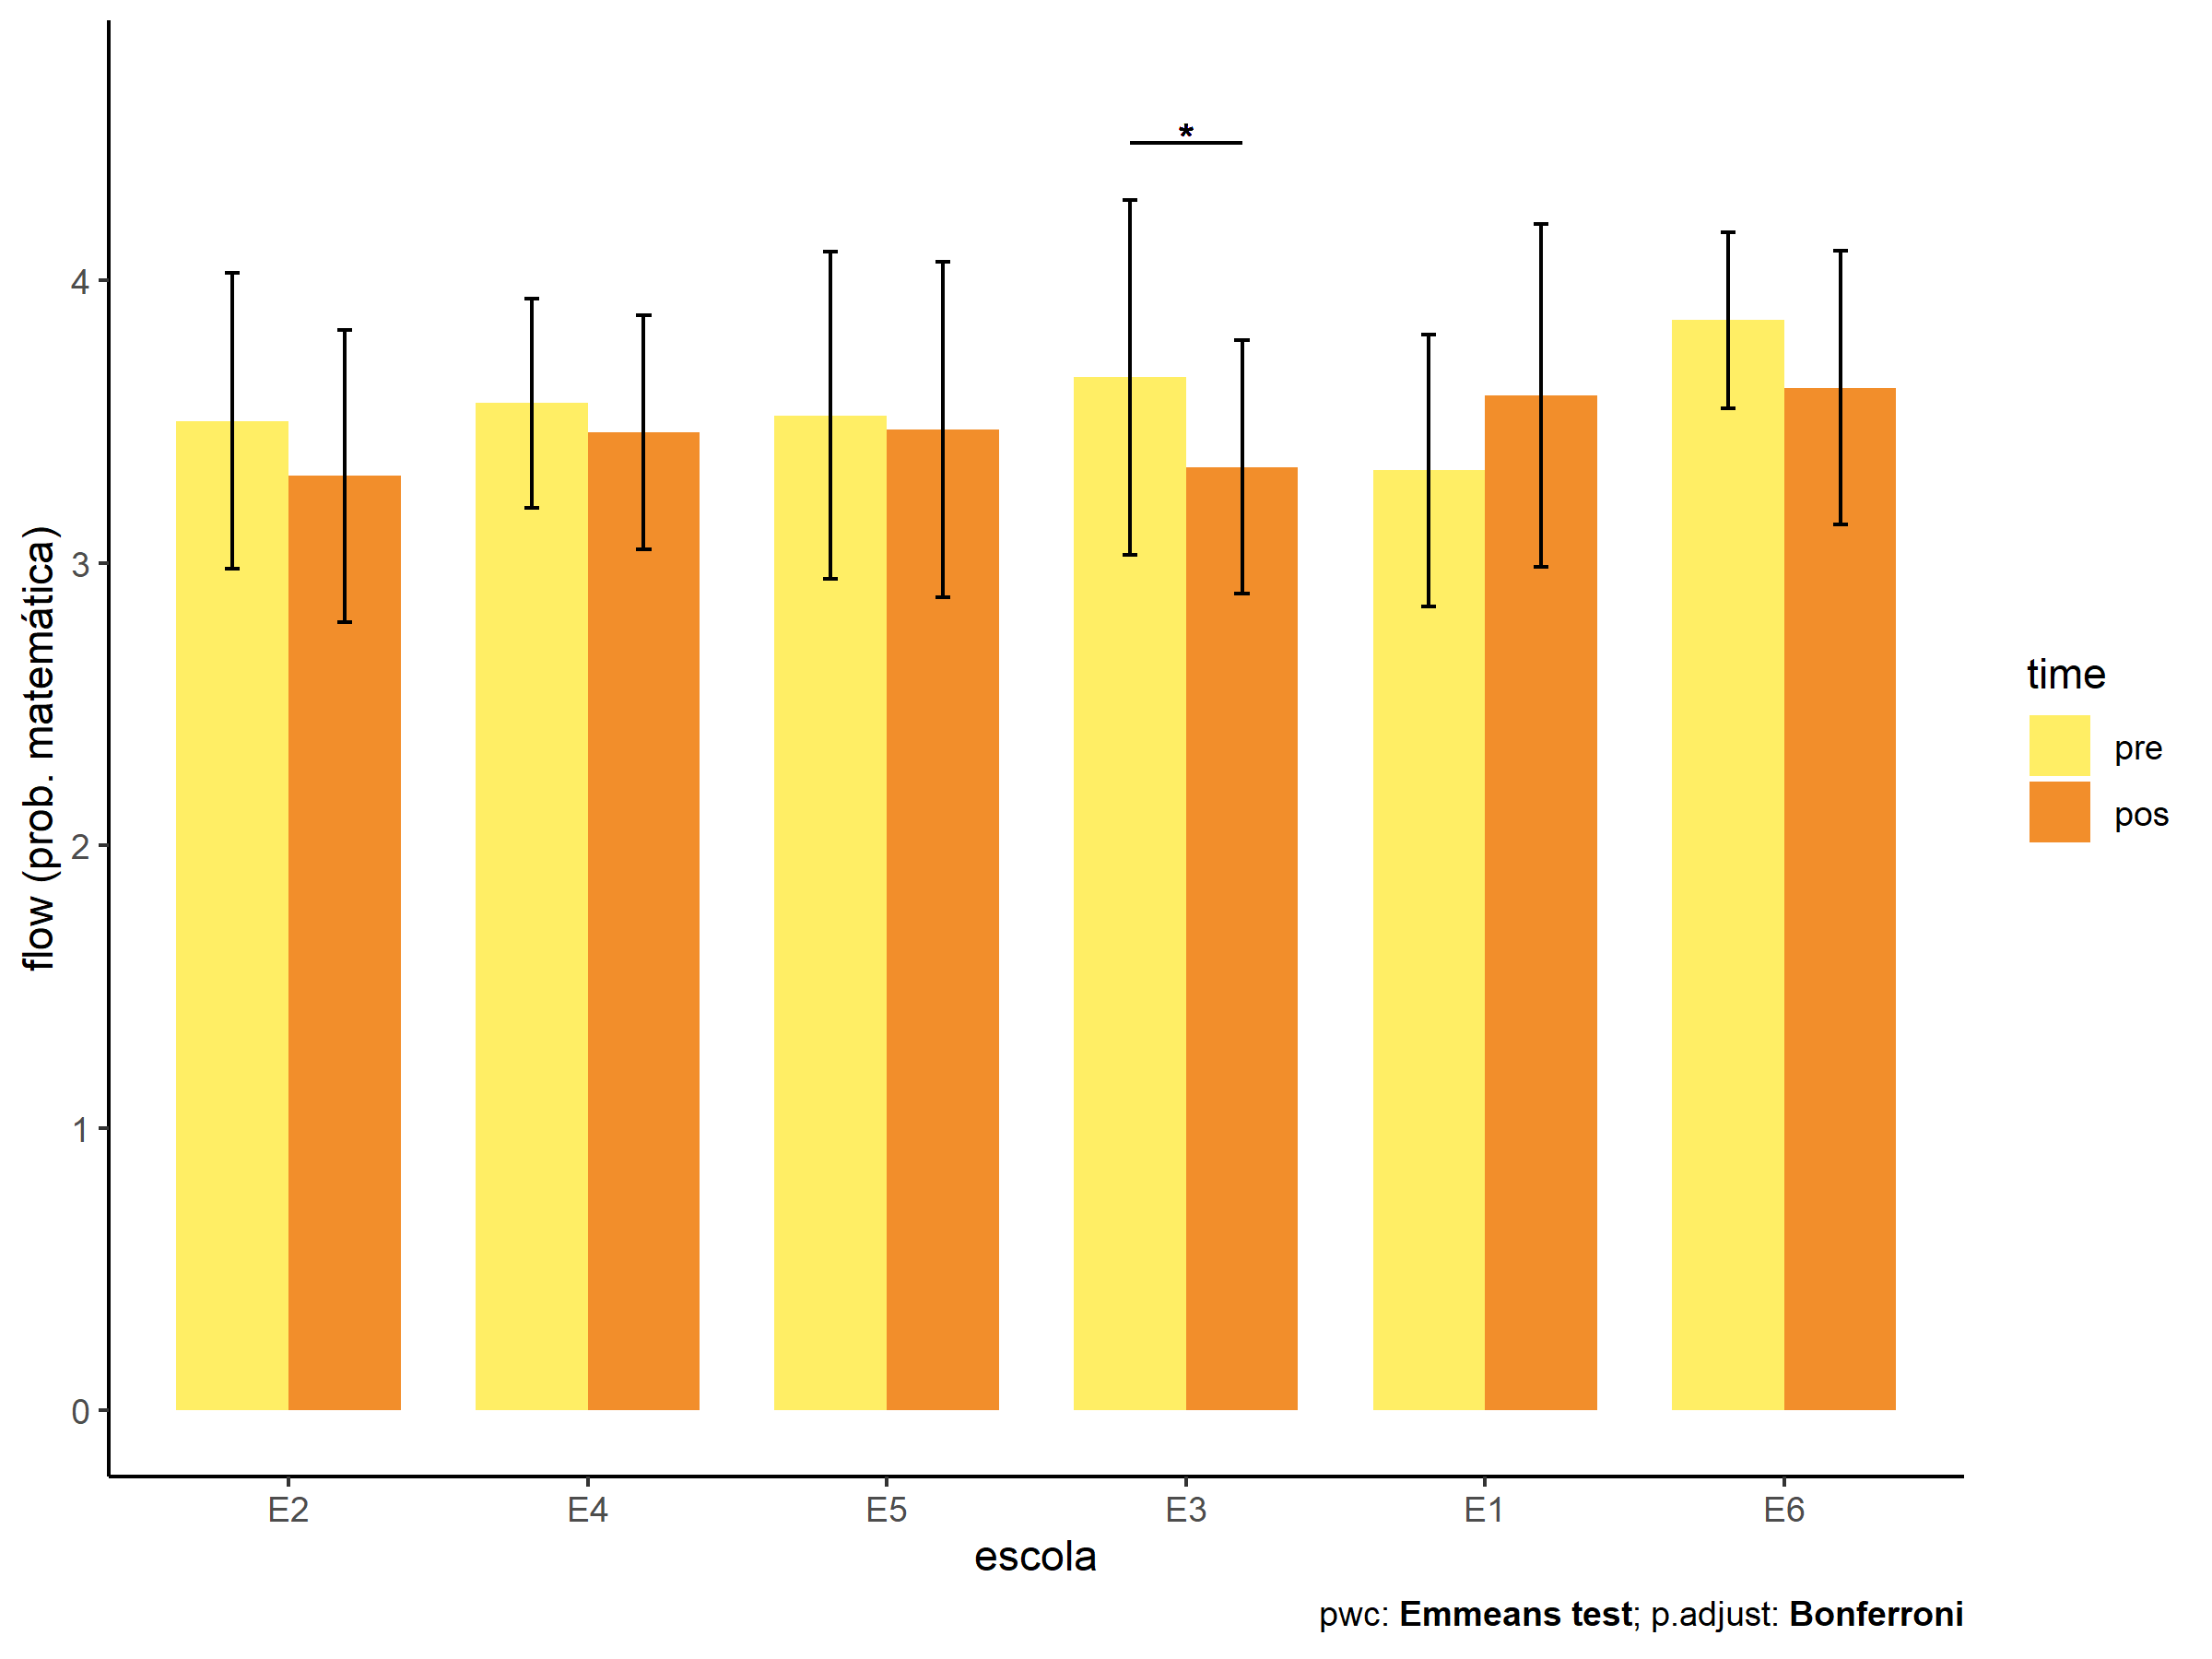 *
4
3
2
1
0
flow (prob. matemática)
E2 E4 E5 E3 E1 E6
escola
time
pre
pos
pwc: Emmeans test; p.adjust: Bonferroni